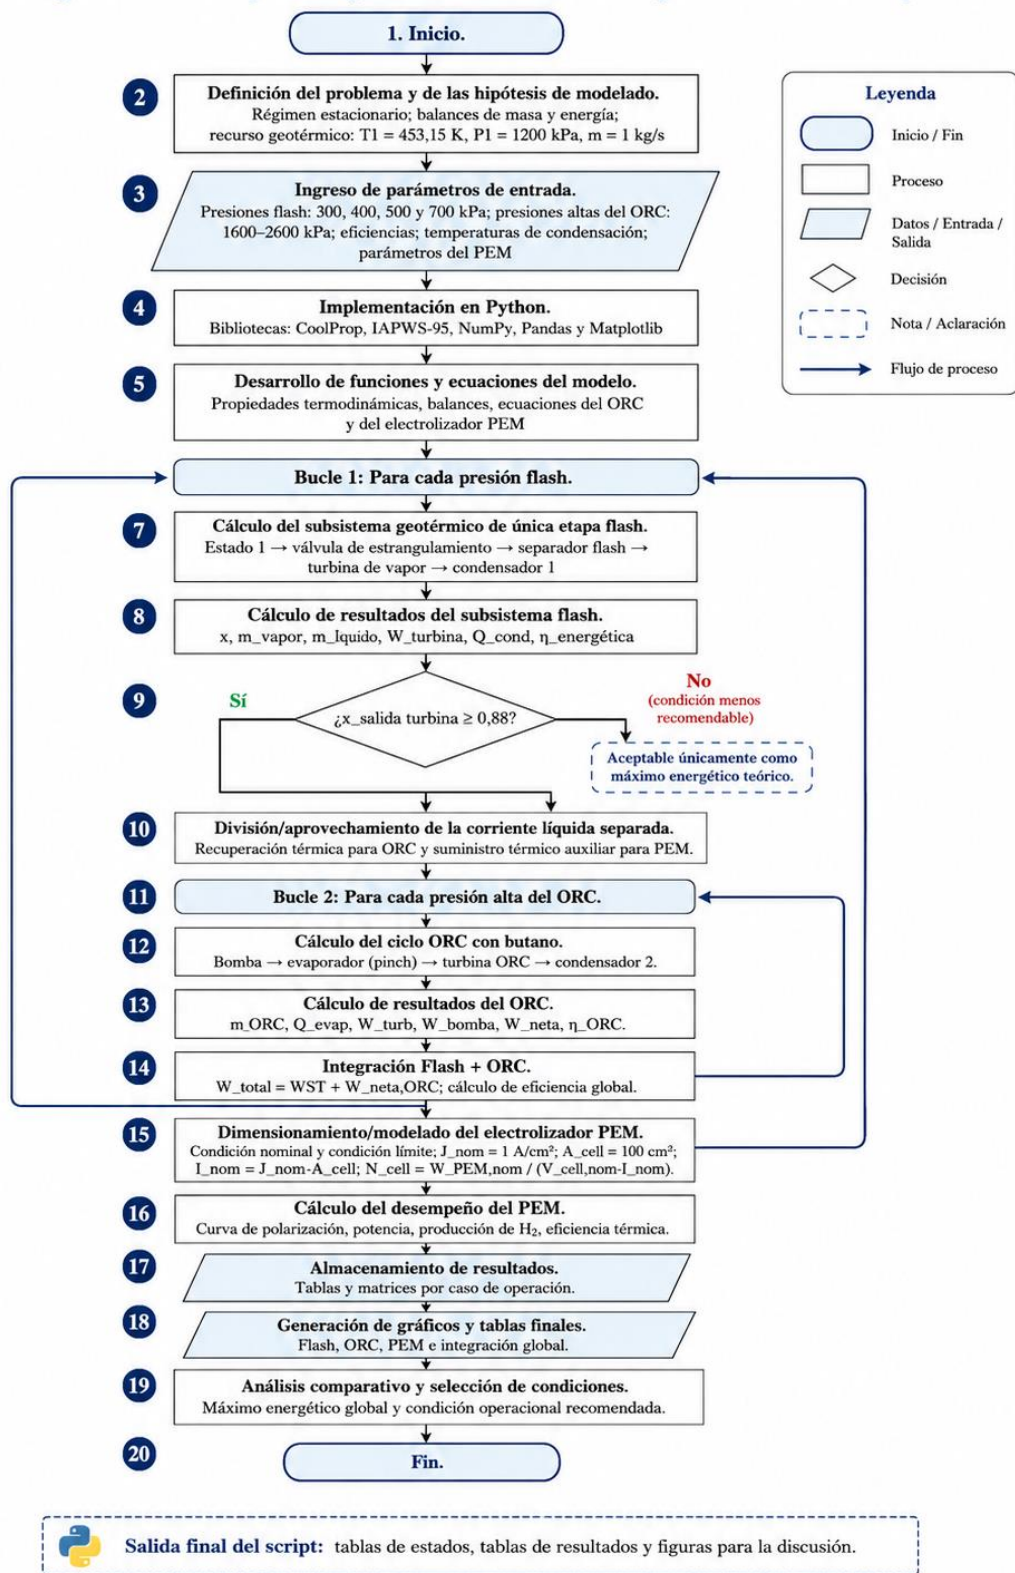 1. Inicio.
2
Definición del problema y de las hipótesis de modelado.
Régimen estacionario; balances de masa y energía;
recurso geotérmico: T1 = 453,15 K, P1 = 1200 kPa, m = 1 kg/s
3
Ingreso de parámetros de entrada.
Presiones flash: 300, 400, 500 y 700 kPa; presiones altas del ORC:
1600–2600 kPa; eficiencias; temperaturas de condensación;
parámetros del PEM
4
Implementación en Python.
Bibliotecas: CoolProp, IAPWS-95, NumPy, Pandas y Matplotlib
5
Desarrollo de funciones y ecuaciones del modelo.
Propiedades termodinámicas, balances, ecuaciones del ORC
y del electrolizador PEM
Bucle 1: Para cada presión flash.
7
Cálculo del subsistema geotérmico de única etapa flash.
Estado 1 → válvula de estrangulamiento → separador flash →
turbina de vapor → condensador 1
8
Cálculo de resultados del subsistema flash.
x, m_vapor, m_lquido, W_turbina, Q_cond, η_energética
9
Sí
¿x_salida turbina ≥ 0,88?
No
(condición menos
recomendable)
Aceptable únicamente como
máximo energético teórico.
10
División/aprovechamiento de la corriente líquida separada.
Recuperación térmica para ORC y suministro térmico auxiliar para PEM.
11
Bucle 2: Para cada presión alta del ORC.
12
Cálculo del ciclo ORC con butano.
Bomba → evaporador (pinch) → turbina ORC → condensador 2.
13
Cálculo de resultados del ORC.
m_ORC, Q_evap, W_turb, W_bomba, W_neta, η_ORC.
14
Integración Flash + ORC.
W_total = WST + W_neta,ORC; cálculo de eficiencia global.
15
Dimensionamiento/modelado del electrolizador PEM.
Condición nominal y condición límite; J_nom = 1 A/cm²; A_cell = 100 cm²;
I_nom = J_nom-A_cell; N_cell = W_PEM,nom / (V_cell,nom-I_nom).
16
Cálculo del desempeño del PEM.
Curva de polarización, potencia, producción de H₂, eficiencia térmica.
17
Almacenamiento de resultados.
Tablas y matrices por caso de operación.
18
Generación de gráficos y tablas finales.
Flash, ORC, PEM e integración global.
19
Análisis comparativo y selección de condiciones.
Máximo energético global y condición operacional recomendada.
20
Fin.
Leyenda
Inicio / Fin
Proceso
Datos / Entrada /
Salida
Decisión
Nota / Aclaración
Flujo de proceso
Salida final del script: tablas de estados, tablas de resultados y figuras para la discusión.